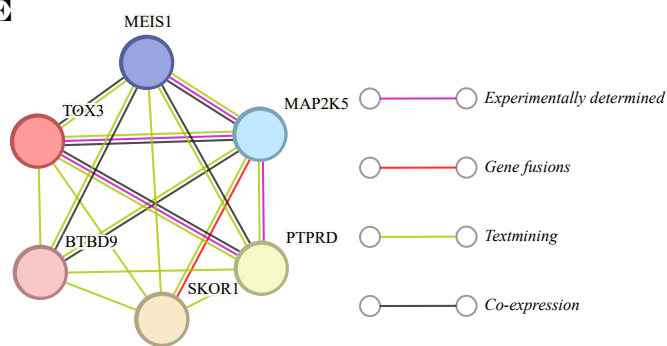 E
MEIS1
TOX3
MAP2K5
BTBD9
PTPRD
SKOR1
Experimentally determined
Gene fusions
Textmining
Co-expression